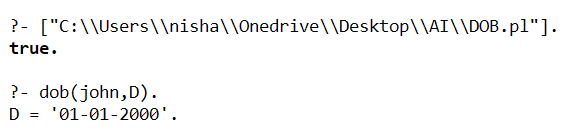 ?- ["C:\\Users\\nisha\\Onedrive\\Desktop\\AI\\DOB.pl"].
true.
?- dob(john,D).
D = '01-01-2000'.